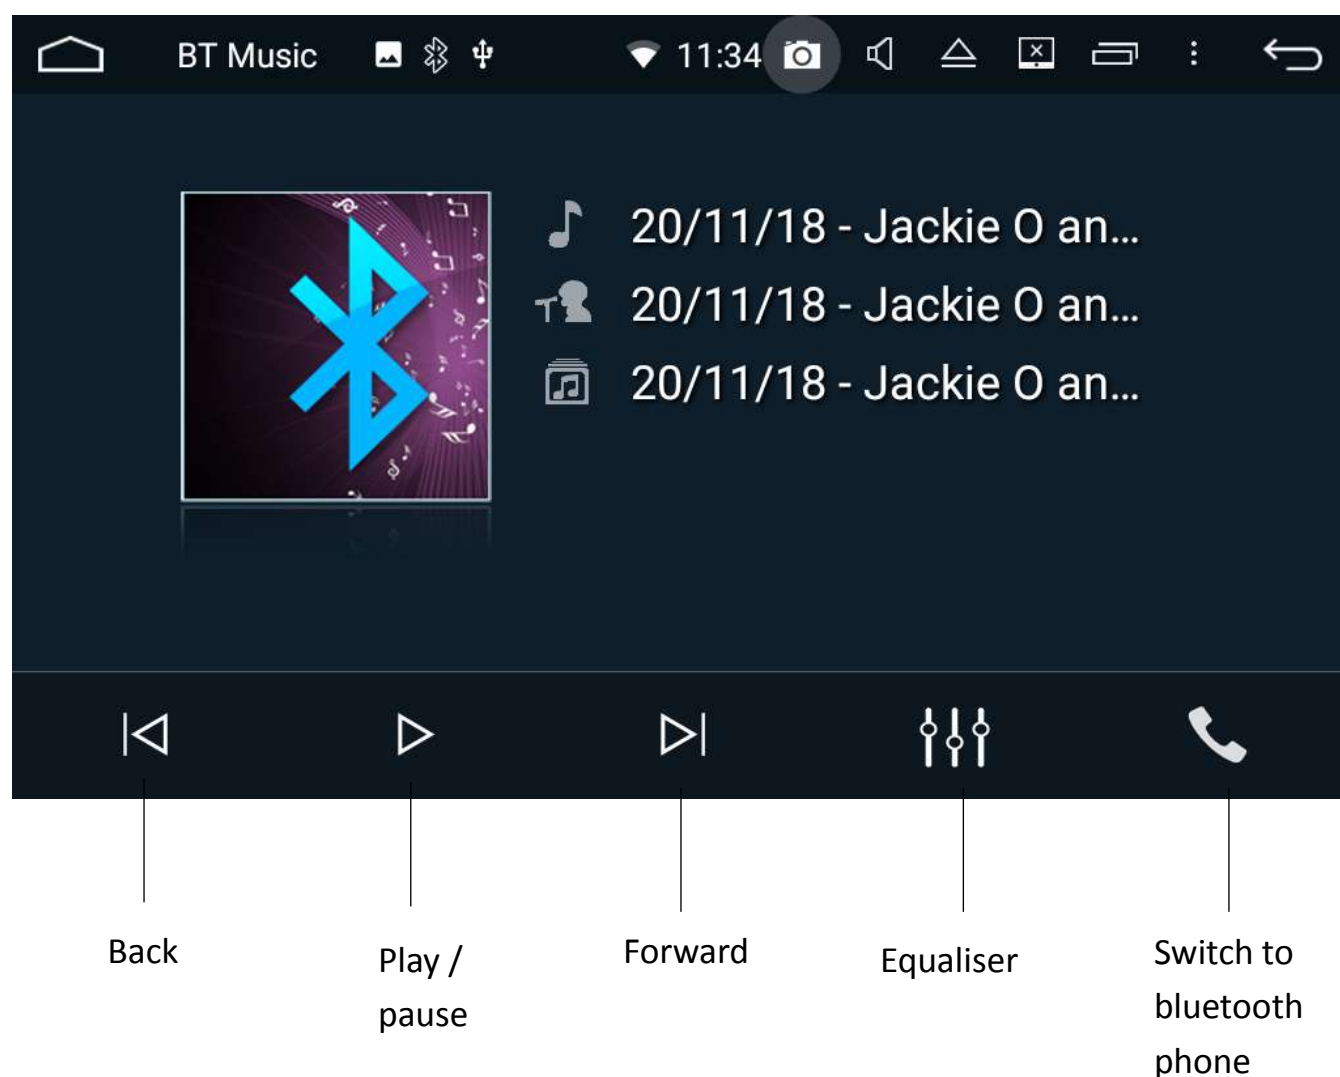 BT Music 11:34
20/11/18 - Jackie O an...
20/11/18 - Jackie O an...
20/11/18 - Jackie O an...
Back
Play /
pause
Forward
Equaliser
Switch to
bluetooth
phone